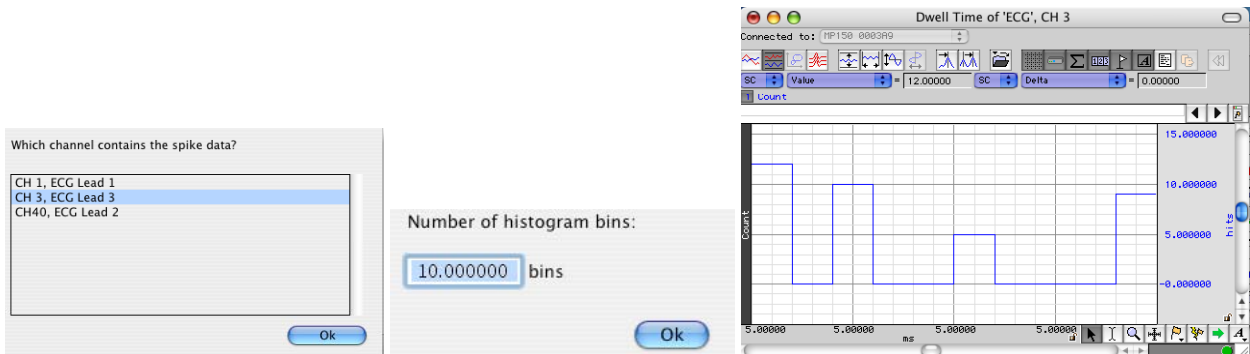 Which channel contains the spike data?
CH 1, ECG Lead 1
CH 3, ECG Lead 3
CH40, ECG Lead 2
Ok
Number of histogram bins:
10.000000 bins
Ok
Dwell Time of 'ECG', CH 3
Connected to: MP150 0003A9
SC Value = 12.00000 SC Delta = 0.00000
1 Count
15.000000
10.000000
5.000000
-0.000000
Count
hits
5.00000 5.00000 5.00000 5.00000
ms